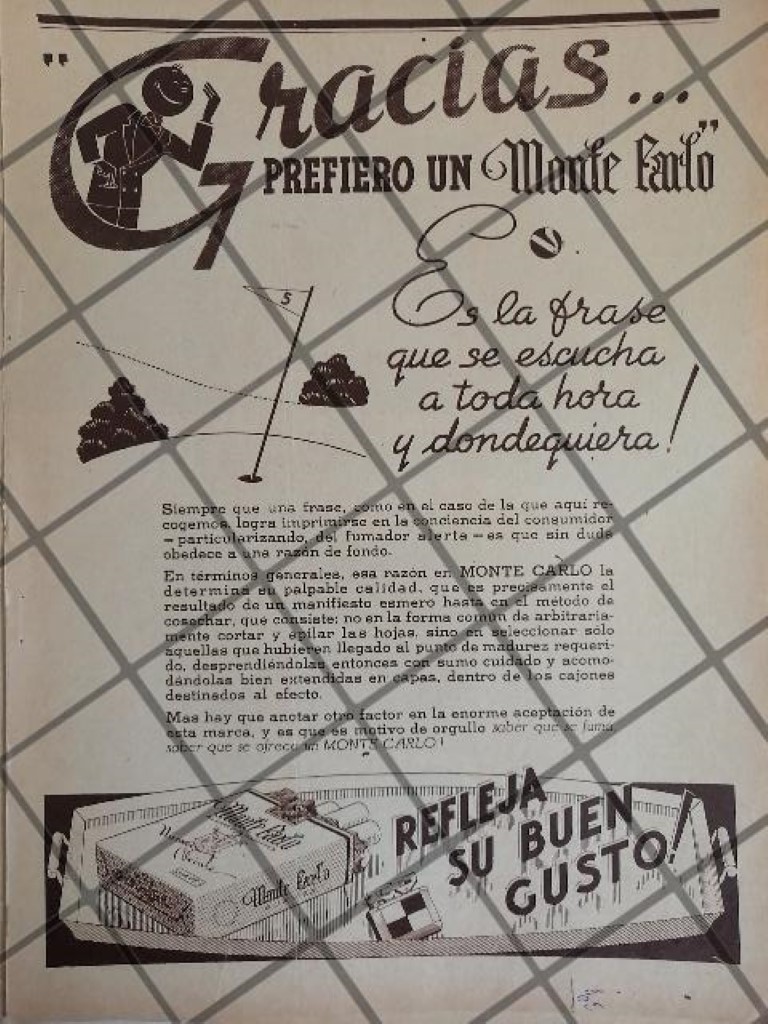 "Gracias...
PREFIERO UN Monte Carlo"
5
Es la frase
que se escucha
a toda hora
y dondequiera!
Siempre que una frase, como en el caso de la que aquí re-
cogemos, logra imprimirse en la conciencia del consumidor
— particularizando, del fumador alerta — es que sin duda
obedece a una razón de fondo.
En términos generales, esa razón en MONTE CARLO la
determina su palpable calidad, que es precisamente el
resultado de un manifiesto esmero hasta en el método de
cosechar, que consiste: no en la forma común de arbitraria-
mente cortar y apilar las hojas, sino en seleccionar sólo
aquellas que hubieren llegado al punto de madurez requeri-
do, desprendiéndolas entonces con sumo cuidado y acomo-
dándolas bien extendidas en capas, dentro de los cajones
destinados al efecto.
Mas hay que anotar otro factor en la enorme aceptación de
esta marca, y es que es motivo de orgullo saber que se fuma
saber que se ofrece un MONTE CARLO!
Monte Carlo
Monte Carlo
REFLEJA
SU BUEN
GUSTO!